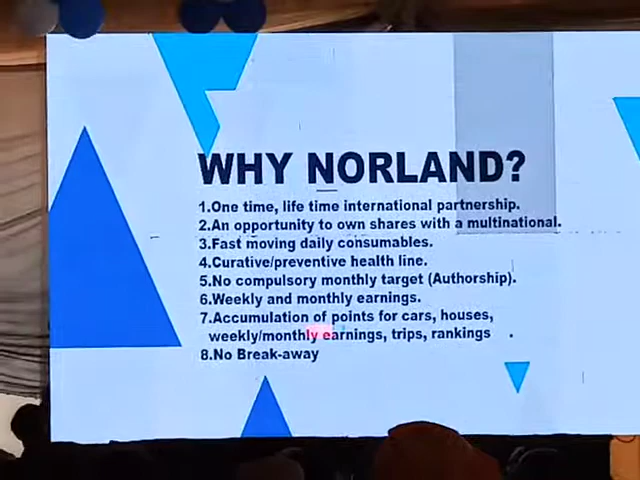 WHY NORLAND?
1.One time, life time international partnership.
2.An opportunity to own shares with a multinational.
3.Fast moving daily consumables.
4.Curative/preventive health line.
5.No compulsory monthly target (Authorship).
6.Weekly and monthly earnings.
7.Accumulation of points for cars, houses,
weekly/monthly earnings, trips, rankings .
8.No Break-away